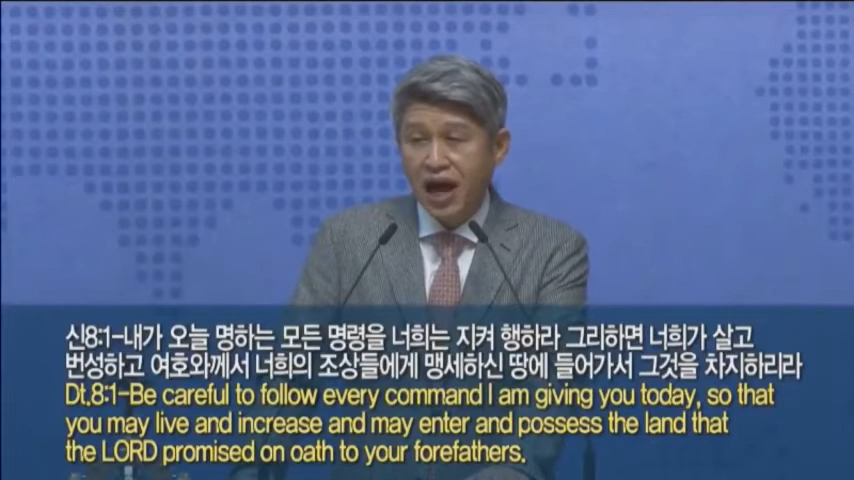 신8:1-내가 오늘 명하는 모든 명령을 너희는 지켜 행하라 그리하면 너희가 살고
번성하고 여호와께서 너희의 조상들에게 맹세하신 땅에 들어가서 그것을 차지하리라
Dt.8:1-Be careful to follow every command I am giving you today, so that
you may live and increase and may enter and possess the land that
the LORD promised on oath to your forefathers.